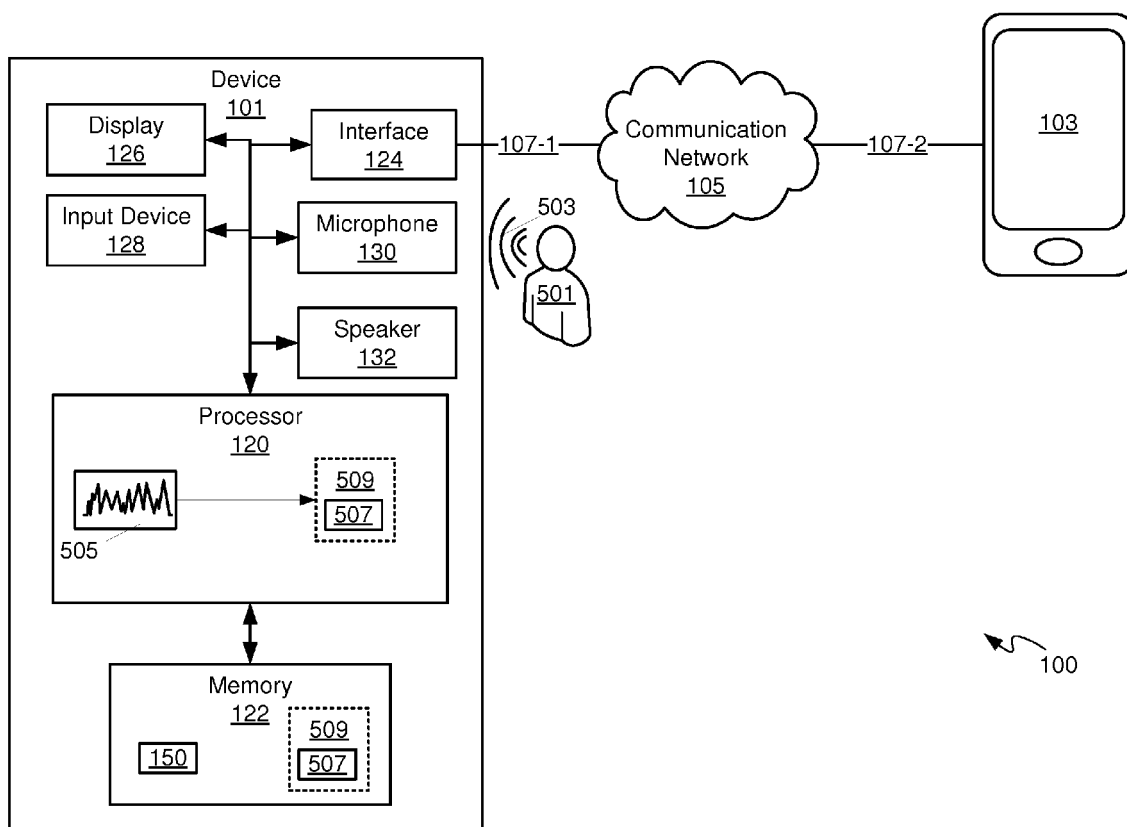 Device
101
Display
126
Interface
124
107-1
Communication
Network
105
107-2
103
Input Device
128
Microphone
130
503
501
Speaker
132
Processor
120
505
509
507
Memory
122
150
509
507
100